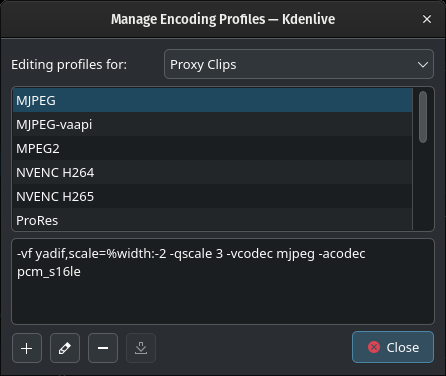 Manage Encoding Profiles — Kdenlive
Editing profiles for: Proxy Clips
MJPEG
MJPEG-vaapi
MPEG2
NVENC H264
NVENC H265
ProRes
-vf yadif,scale=%width:-2 -qscale 3 -vcodec mjpeg -acodec
pcm_s16le
Close